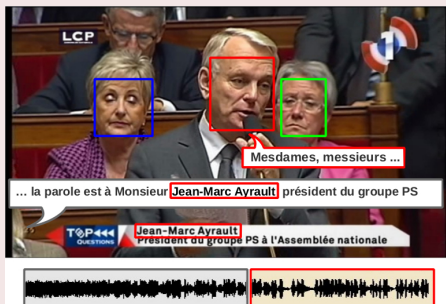 LCP
1
Mesdames, messieurs ...
... la parole est à Monsieur Jean-Marc Ayrault président du groupe PS
TOP
QUESTIONS
Jean-Marc Ayrault
Président du groupe PS à l'Assemblée nationale